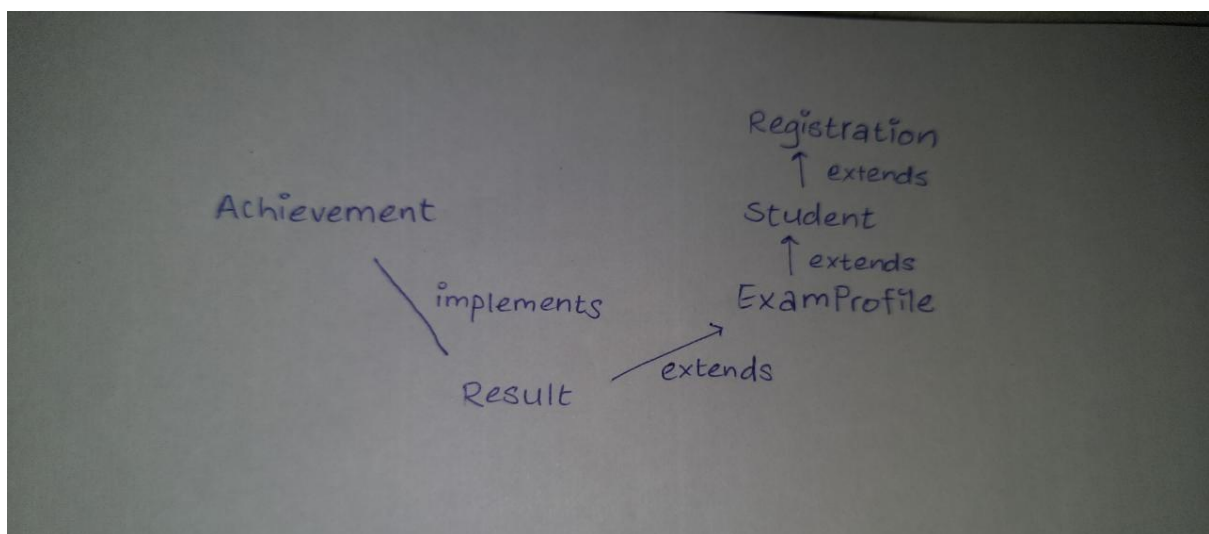 Registration
extends
Achievement
Student
extends
implements
ExamProfile
extends
Result